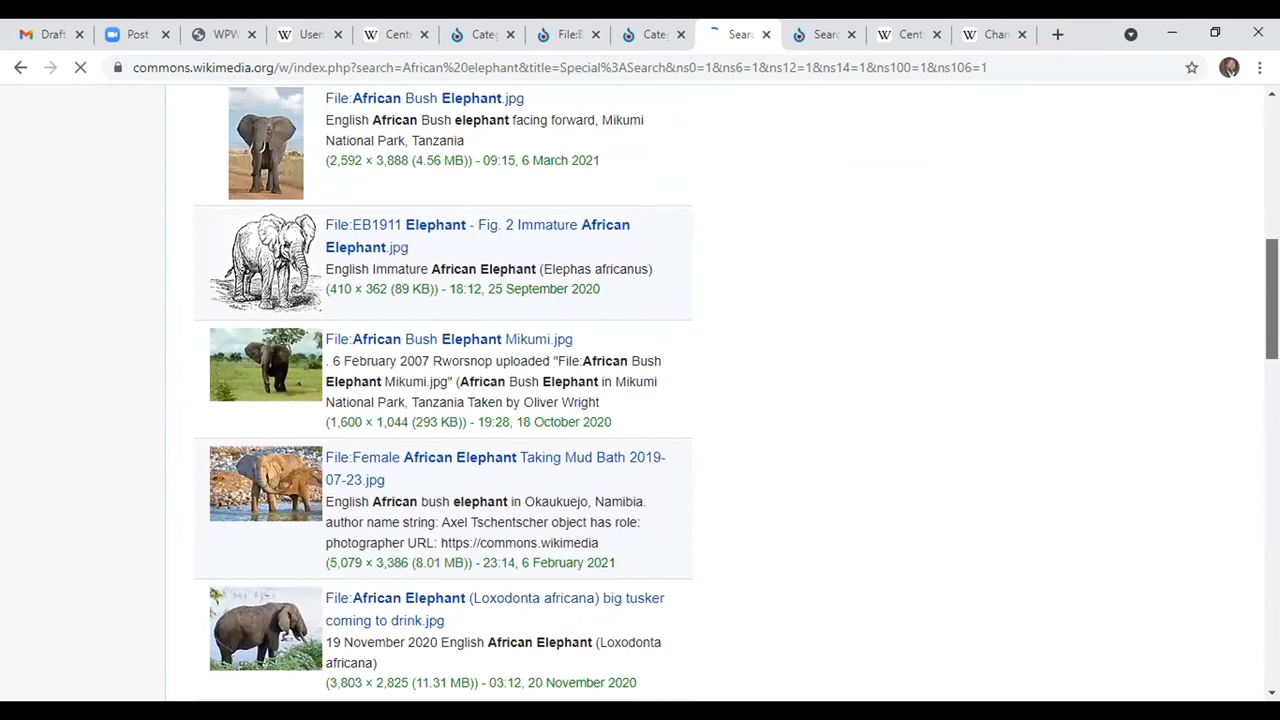 Draft
Post
WPW
User:
Centr
Categ
File:B
Categ
Searc
Searc
Cent
Chan
commons.wikimedia.org/w/index.php?search=African%20elephant&title=Special%3ASearch&ns0=1&ns6=1&ns12=1&ns14=1&ns100=1&ns106=1
File:African Bush Elephant.jpg
English African Bush elephant facing forward, Mikumi
National Park, Tanzania
(2,592 × 3,888 (4.56 MB)) - 09:15, 6 March 2021
File:EB1911 Elephant - Fig. 2 Immature African
Elephant.jpg
English Immature African Elephant (Elephas africanus)
(410 × 362 (89 KB)) - 18:12, 25 September 2020
File:African Bush Elephant Mikumi.jpg
. 6 February 2007 Rworsnop uploaded "File:African Bush
Elephant Mikumi.jpg" (African Bush Elephant in Mikumi
National Park, Tanzania Taken by Oliver Wright
(1,600 × 1,044 (293 KB)) - 19:28, 18 October 2020
File:Female African Elephant Taking Mud Bath 2019-
07-23.jpg
English African bush elephant in Okaukuejo, Namibia.
author name string: Axel Tschentscher object has role:
photographer URL: https://commons.wikimedia
(5,079 × 3,386 (8.01 MB)) - 23:14, 6 February 2021
File:African Elephant (Loxodonta africana) big tusker
coming to drink.jpg
19 November 2020 English African Elephant (Loxodonta
africana)
(3,803 × 2,825 (11.31 MB)) - 03:12, 20 November 2020